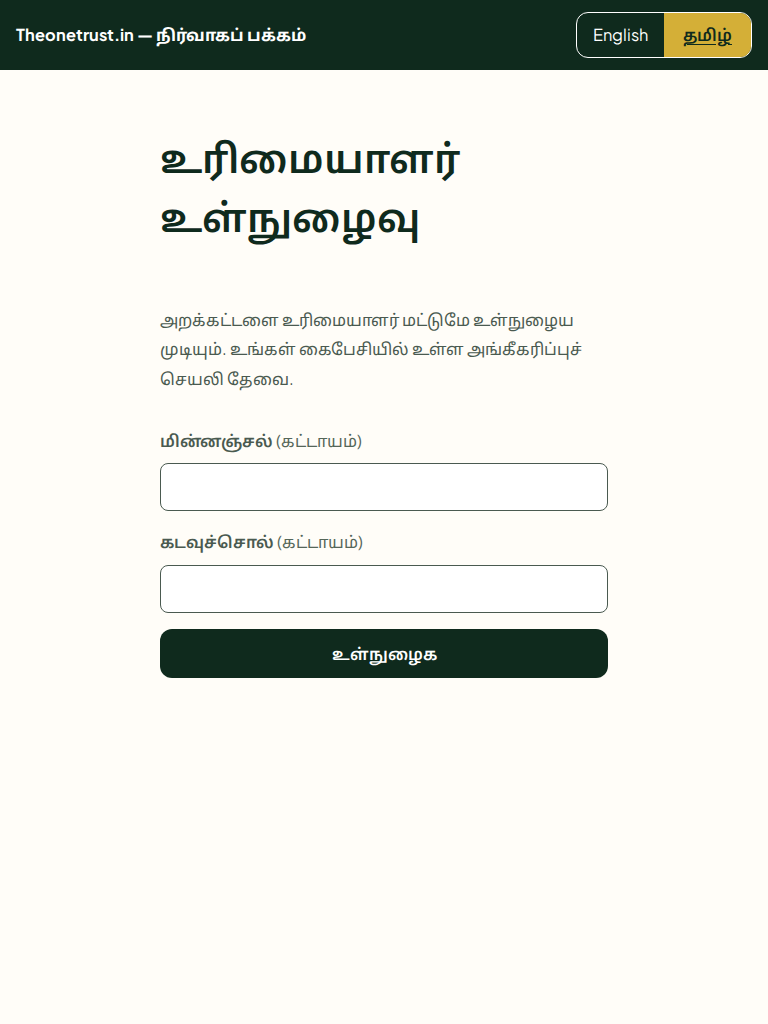 Theonetrust.in — நிர்வாகப் பக்கம்
English
தமிழ்
உரிமையாளர்
உள்நுழைவு
அறக்கட்டளை உரிமையாளர் மட்டுமே உள்நுழைய
முடியும். உங்கள் கைபேசியில் உள்ள அங்கீகரிப்புச்
செயலி தேவை.
மின்னஞ்சல் (கட்டாயம்)
கடவுச்சொல் (கட்டாயம்)
உள்நுழைக